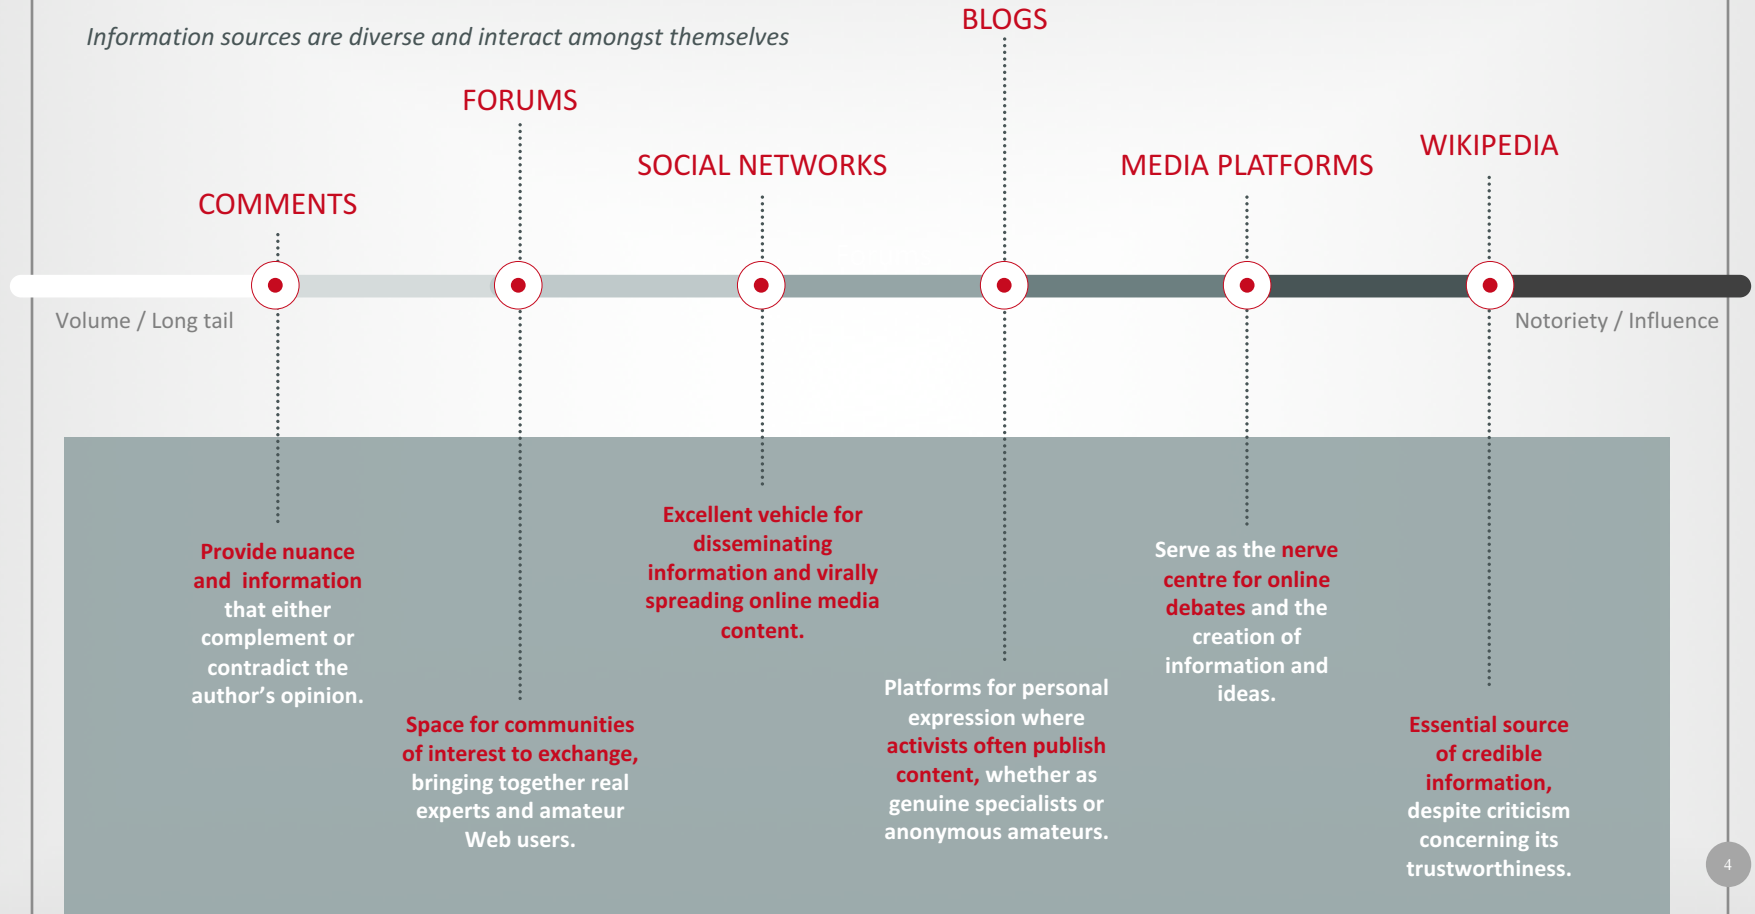 Information sources are diverse and interact amongst themselves
BLOGS
FORUMS
SOCIAL NETWORKS
MEDIA PLATFORMS
WIKIPEDIA
COMMENTS
Volume / Long tail
Notoriety / Influence
Provide nuance
and information
that either
complement or
contradict the
author's opinion.
Space for communities
of interest to exchange,
bringing together real
experts and amateur
Web users.
Excellent vehicle for
disseminating
information and virally
spreading online media
content.
Platforms for personal
expression where
activists often publish
content, whether as
genuine specialists or
anonymous amateurs.
Serve as the nerve
centre for online
debates and the
creation of
information and
ideas.
Essential source
of credible
information,
despite criticism
concerning its
trustworthiness.
4